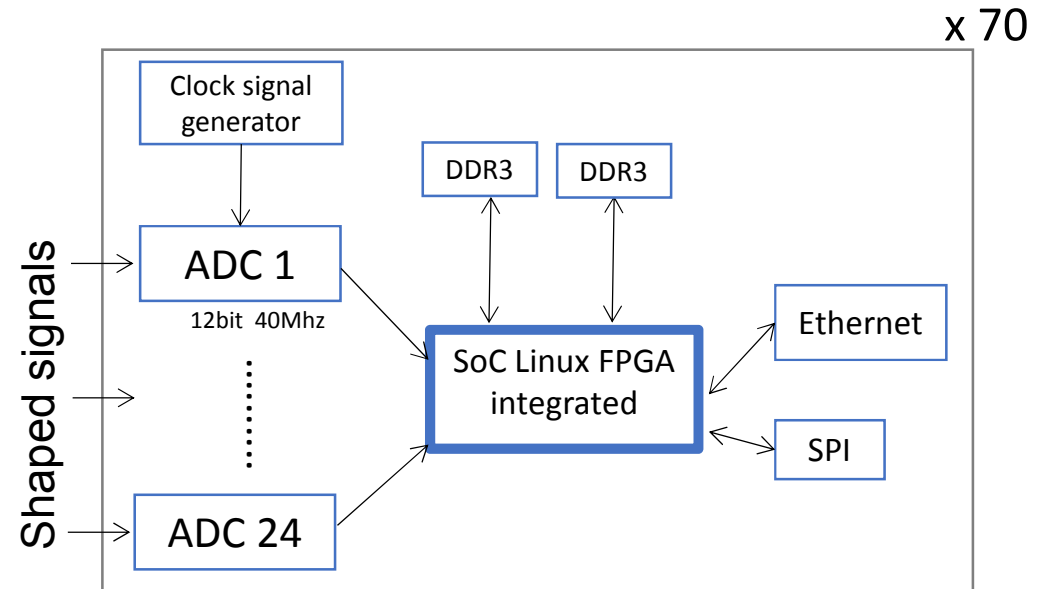 x 70
Clock signal
generator
DDR3
DDR3
Shaped signals
ADC 1
12bit 40Mhz
SoC Linux FPGA
integrated
Ethernet
SPI
ADC 24